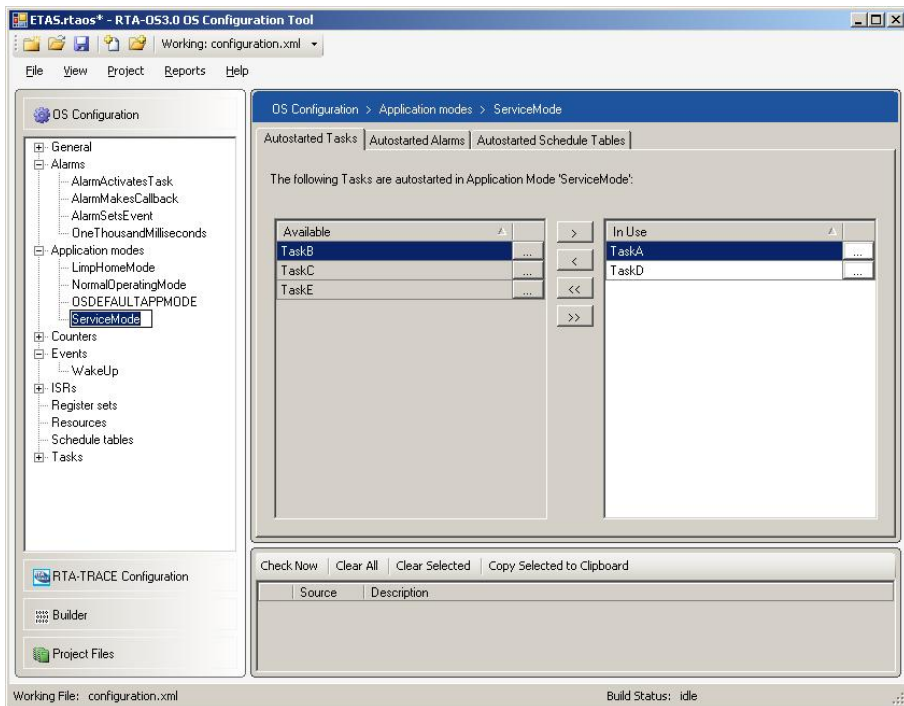 ETAS.rtaos* - RTA-OS3.0 OS Configuration Tool
Working: configuration.xml
File View Project Reports Help
OS Configuration
General
Alarms
AlarmActivatesTask
AlarmMakesCallback
AlarmSetsEvent
OneThousandMilliseconds
Application modes
LimpHomeMode
NormalOperatingMode
OSDEFAULTAPPMODE
ServiceMode
Counters
Events
WakeUp
ISRs
Register sets
Resources
Schedule tables
Tasks
RTA-TRACE Configuration
Builder
Project Files
OS Configuration > Application modes > ServiceMode
Autostarted Tasks Autostarted Alarms Autostarted Schedule Tables
The following Tasks are autostarted in Application Mode 'ServiceMode':
Available
TaskB ...
TaskC ...
TaskE ...
>
<
<<
>>
In Use
TaskA ...
TaskD ...
Check Now Clear All Clear Selected Copy Selected to Clipboard
Source Description
Working File: configuration.xml Build Status: idle